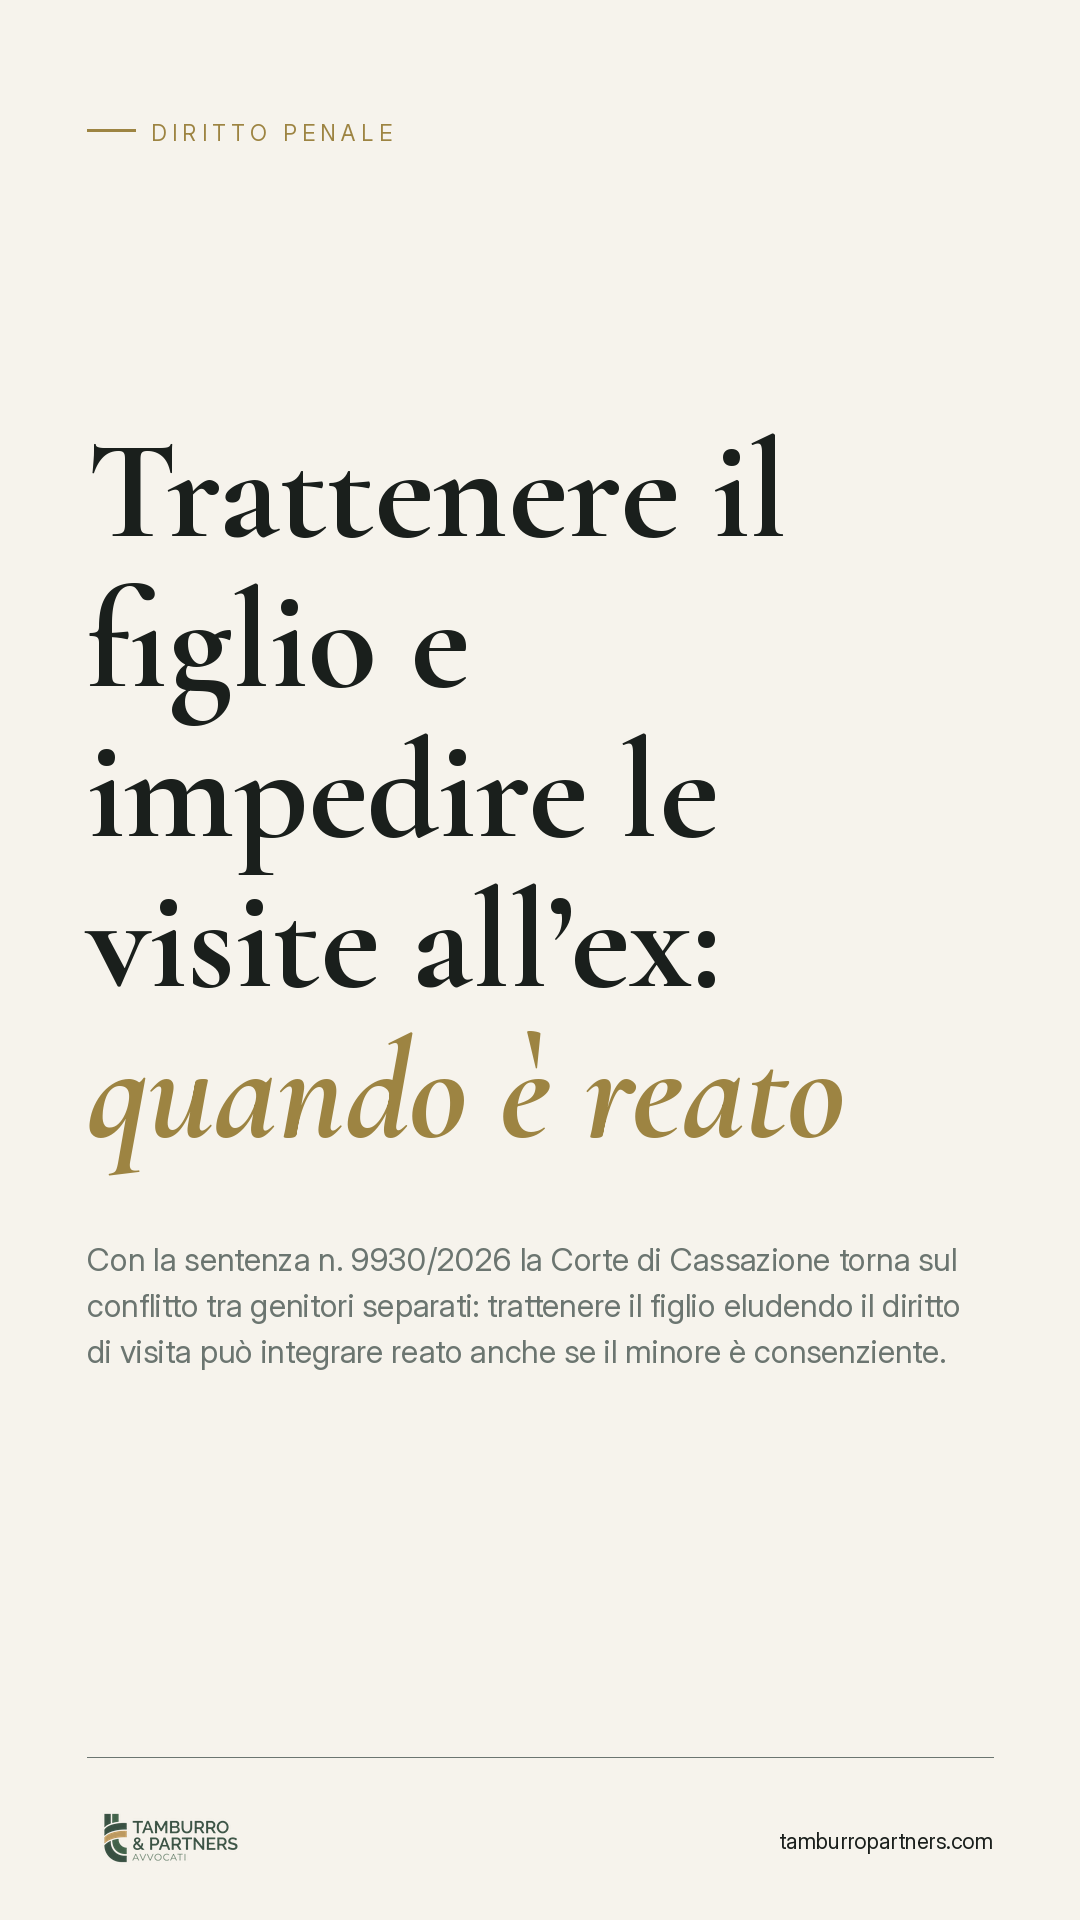 DIRITTO PENALE
Trattenere il
figlio e
impedire le
visite all’ex:
quando è reato
Con la sentenza n. 9930/2026 la Corte di Cassazione torna sul
conflitto tra genitori separati: trattenere il figlio eludendo il diritto
di visita può integrare reato anche se il minore è consenziente.
TAMBURRO
& PARTNERS
AVVOCATI
tamburropartners.com